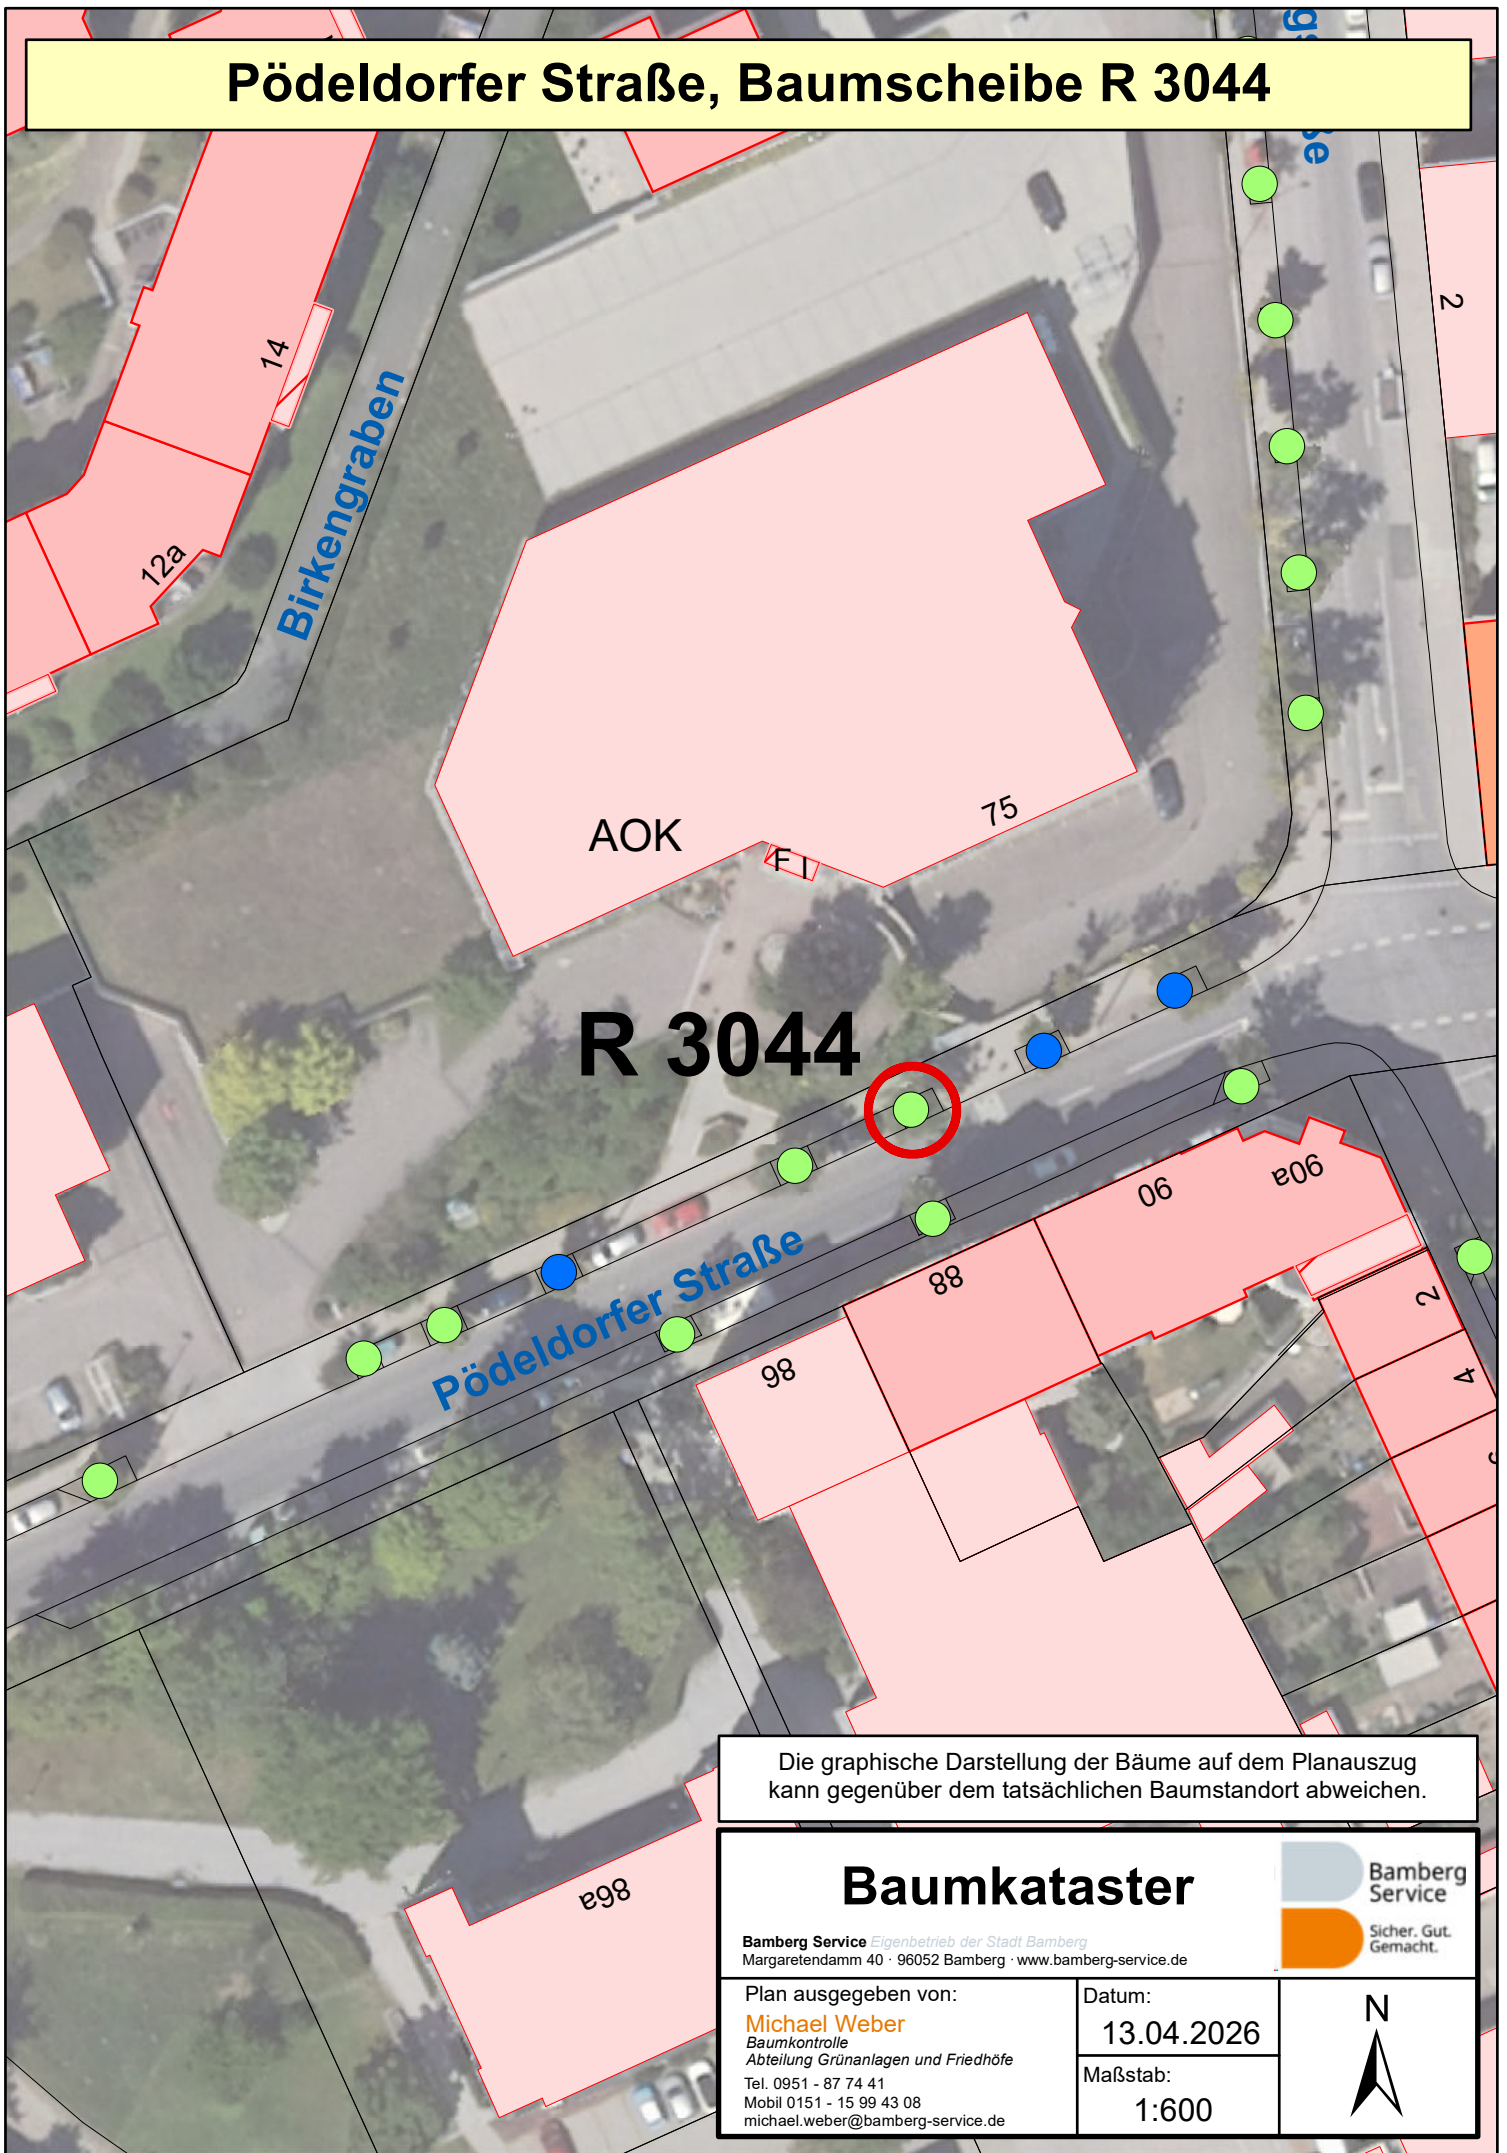 Pödeldorfer Straße, Baumscheibe R 3044
2
14
Birkengraben
12a
AOK
75
F I
R 3044
90a
90
88
Pödeldorfer Straße
2
86
4
Die graphische Darstellung der Bäume auf dem Planauszug
kann gegenüber dem tatsächlichen Baumstandort abweichen.
86a
Baumkataster
Bamberg
Service
Sicher. Gut.
Gemacht.
Bamberg Service Eigenbetrieb der Stadt Bamberg
Margaretendamm 40 · 96052 Bamberg · www.bamberg-service.de
Plan ausgegeben von:
Michael Weber
Baumkontrolle
Abteilung Grünanlagen und Friedhöfe
Tel. 0951 - 87 74 41
Mobil 0151 - 15 99 43 08
michael.weber@bamberg-service.de
Datum:
13.04.2026
Maßstab:
1:600
N